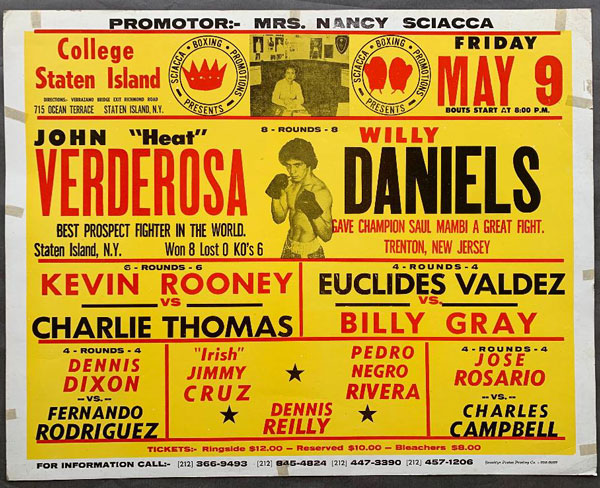 PROMOTOR:- MRS. NANCY SCIACCA
College
Staten Island
DIRECTIONS:- VERRAZANO BRIDGE EXIT RICHMOND ROAD
715 OCEAN TERRACE STATEN ISLAND, N.Y.
SCIACCA BOXING PROMOTIONS
PRESENTS
SCIACCA BOXING PROMOTIONS
PRESENTS
FRIDAY
MAY 9
BOUTS START AT 8:00 P.M.
8 - ROUNDS - 8
JOHN "Heat"
VERDEROSA
BEST PROSPECT FIGHTER IN THE WORLD.
Staten Island, N.Y. Won 8 Lost 0 KO's 6
WILLY
DANIELS
GAVE CHAMPION SAUL MAMBI A GREAT FIGHT.
TRENTON, NEW JERSEY
6 - ROUNDS - 6
KEVIN ROONEY
VS
CHARLIE THOMAS
4 - ROUNDS - 4
EUCLIDES VALDEZ
VS.
BILLY GRAY
4 - ROUNDS - 4
DENNIS
DIXON
-- VS. --
FERNANDO
RODRIGUEZ
"Irish"
JIMMY
CRUZ
DENNIS
REILLY
PEDRO
NEGRO
RIVERA
4 - ROUNDS - 4
JOSE
ROSARIO
-- VS. --
CHARLES
CAMPBELL
TICKETS:- Ringside $12.00 — Reserved $10.00 — Bleachers $8.00
FOR INFORMATION CALL:- (212) 366-9493 (212) 845-4824 (212) 447-3390 (212) 457-1206